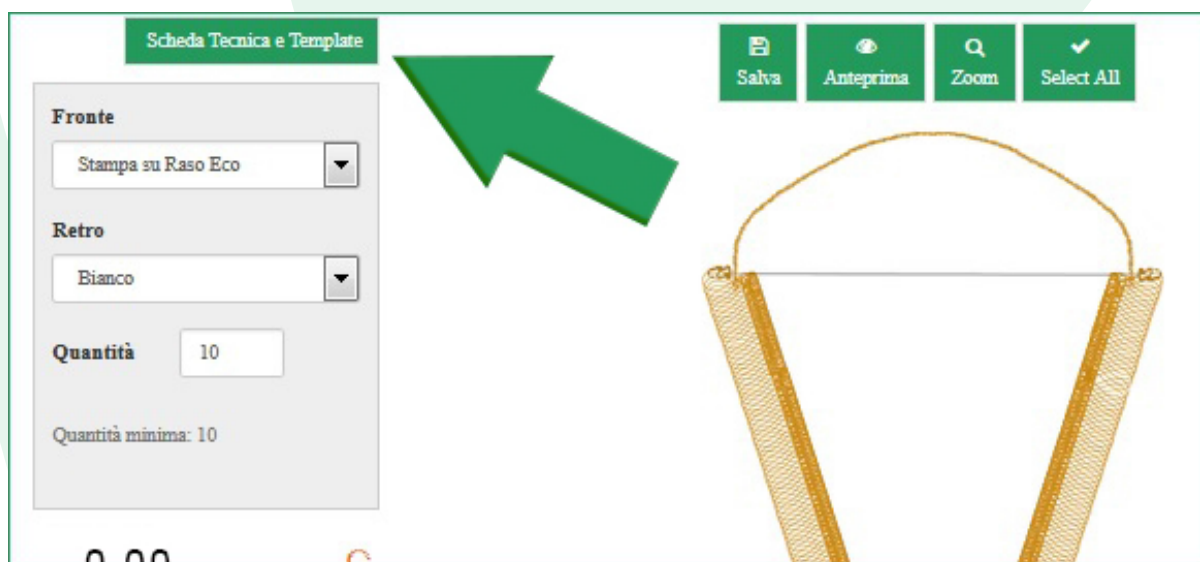 Scheda Tecnica e Template
Salva
Anteprima
Zoom
Select All
Fronte
Stampa su Raso Eco
Retro
Bianco
Quantità
10
Quantità minima: 10